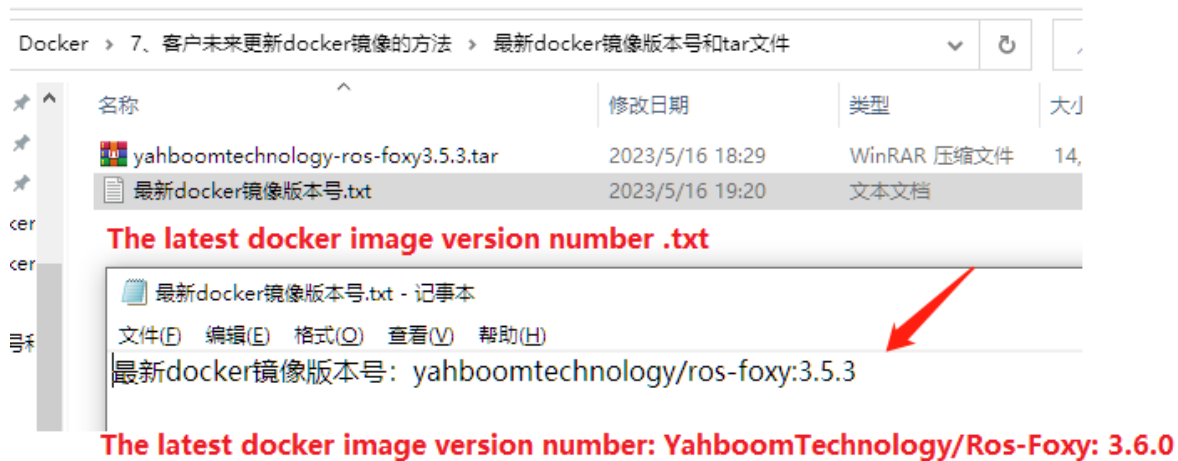 Docker > 7、客户未来更新docker镜像的方法 > 最新docker镜像版本号和tar文件
名称 修改日期 类型 大小
yahboomtechnology-ros-foxy3.5.3.tar 2023/5/16 18:29 WinRAR 压缩文件 14,
最新docker镜像版本号.txt 2023/5/16 19:20 文本文档
ker
The latest docker image version number .txt
ker
最新docker镜像版本号.txt - 记事本
文件(F) 编辑(E) 格式(O) 查看(V) 帮助(H)
最新docker镜像版本号：yahboomtechnology/ros-foxy:3.5.3
The latest docker image version number: YahboomTechnology/Ros-Foxy: 3.6.0